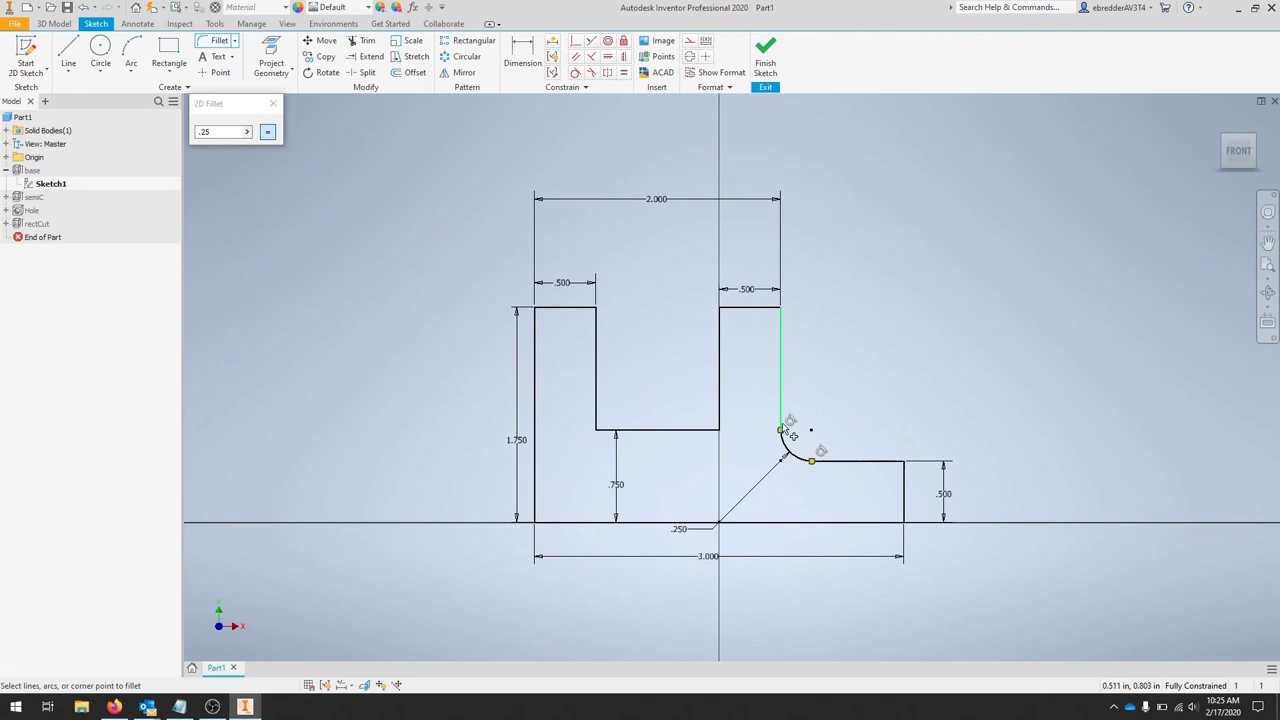 Material
Default
Autodesk Inventor Professional 2020 Part1
Search Help & Commands...
ebredderAV3T4
File 3D Model Sketch Annotate Inspect Tools Manage View Environments Get Started Collaborate
Start
2D Sketch
Line
Circle
Arc
Rectangle
Fillet
Text
Point
Project
Geometry
Move
Copy
Rotate
Trim
Extend
Split
Scale
Stretch
Offset
Rectangular
Circular
Mirror
Dimension
Image
Points
ACAD
Show Format
Finish
Sketch
Sketch
Create
Modify
Pattern
Constrain
Insert
Format
Exit
Model
2D Fillet
.25
Part1
Solid Bodies(1)
View: Master
Origin
base
Sketch1
semiC
Hole
rectCut
End of Part
FRONT
2.000
.500
.500
1.750
.750
.250
.500
3.000
Y
X
Part1
Select lines, arcs, or corner point to fillet
0.511 in, 0.803 in Fully Constrained 1 1
10:25 AM
2/17/2020